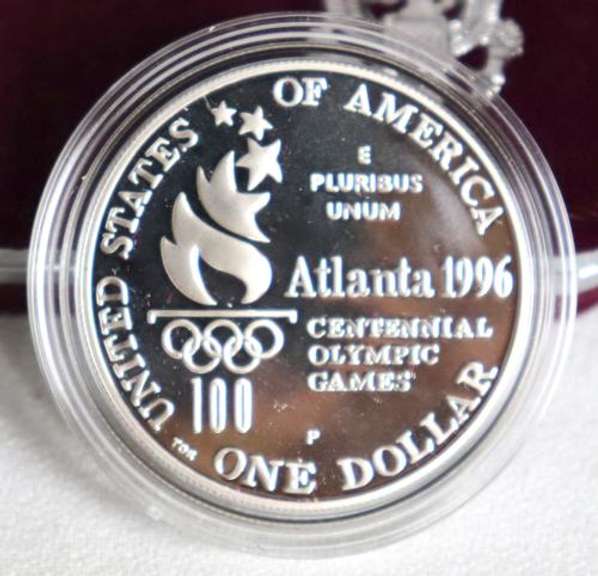 UNITED STATES OF AMERICA
E
PLURIBUS
UNUM
Atlanta 1996
CENTENNIAL
OLYMPIC
GAMES
100
P
TDR
ONE DOLLAR